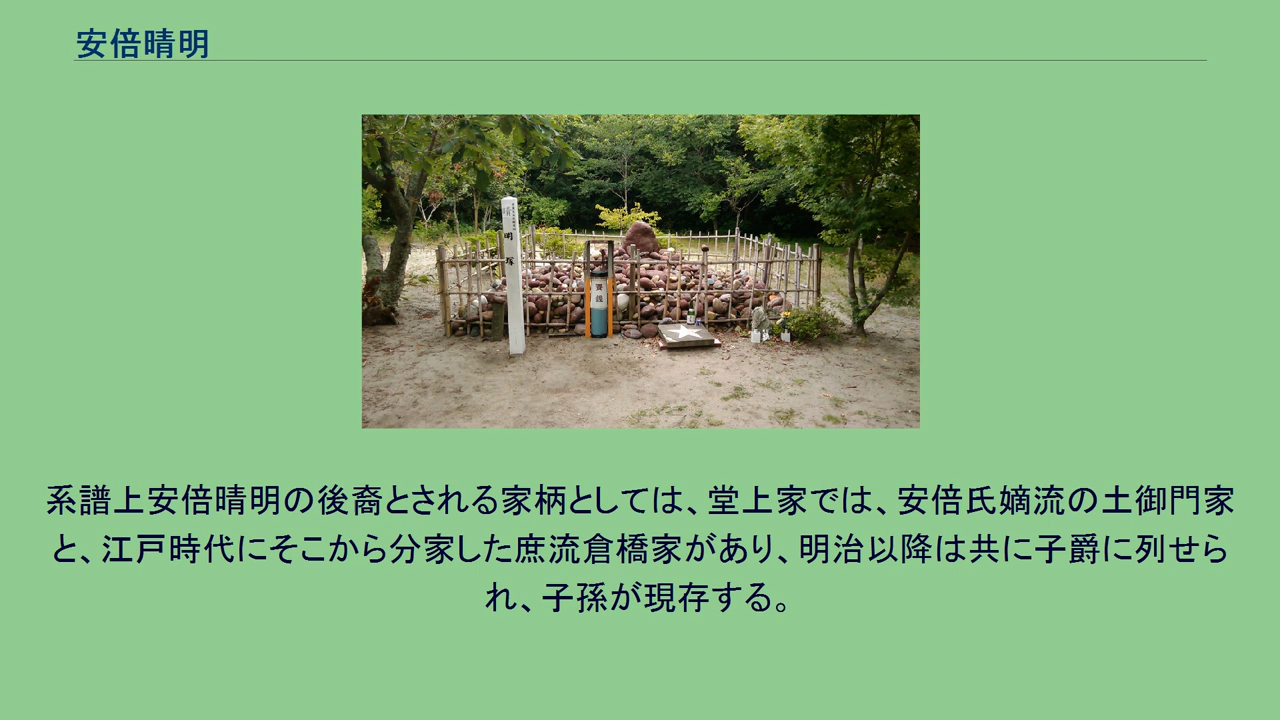 安倍晴明
明塚
賽銭
系譜上安倍晴明の後裔とされる家柄としては、堂上家では、安倍氏嫡流の土御門家
と、江戸時代にそこから分家した庶流倉橋家があり、明治以降は共に子爵に列せら
れ、子孫が現存する。